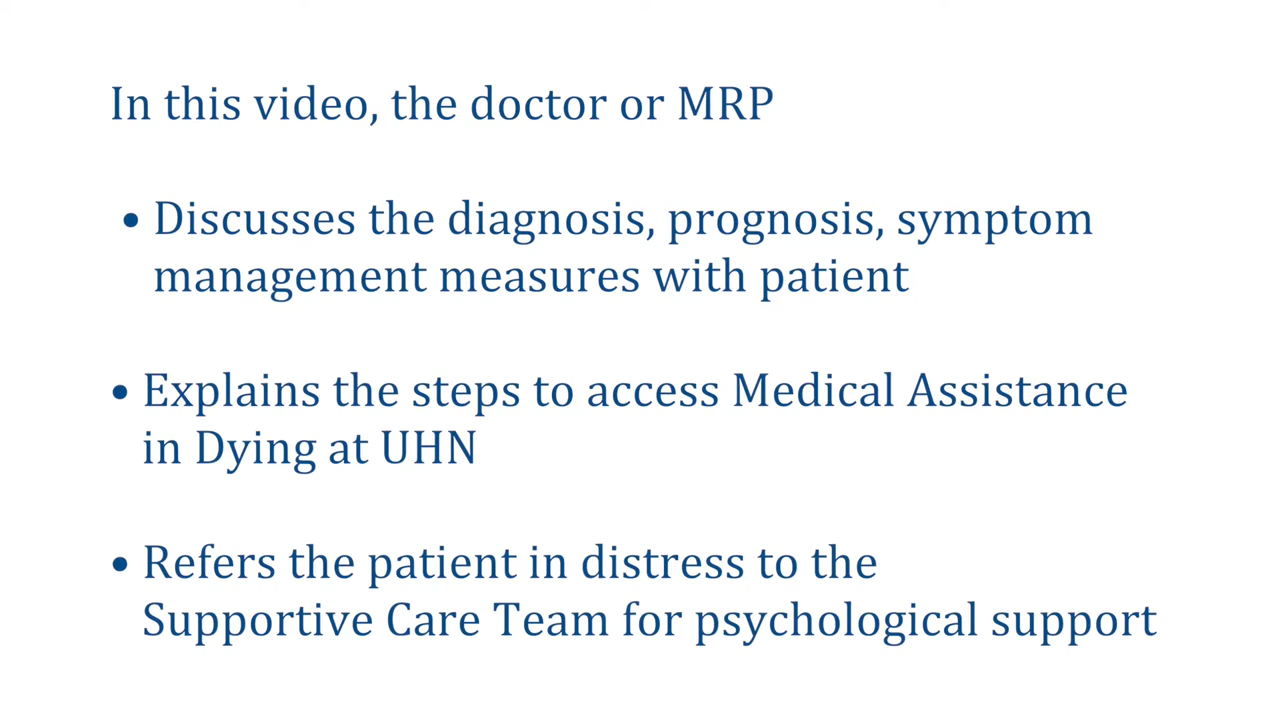 In this video, the doctor or MRP
• Discusses the diagnosis, prognosis, symptom
management measures with patient
• Explains the steps to access Medical Assistance
in Dying at UHN
• Refers the patient in distress to the
Supportive Care Team for psychological support